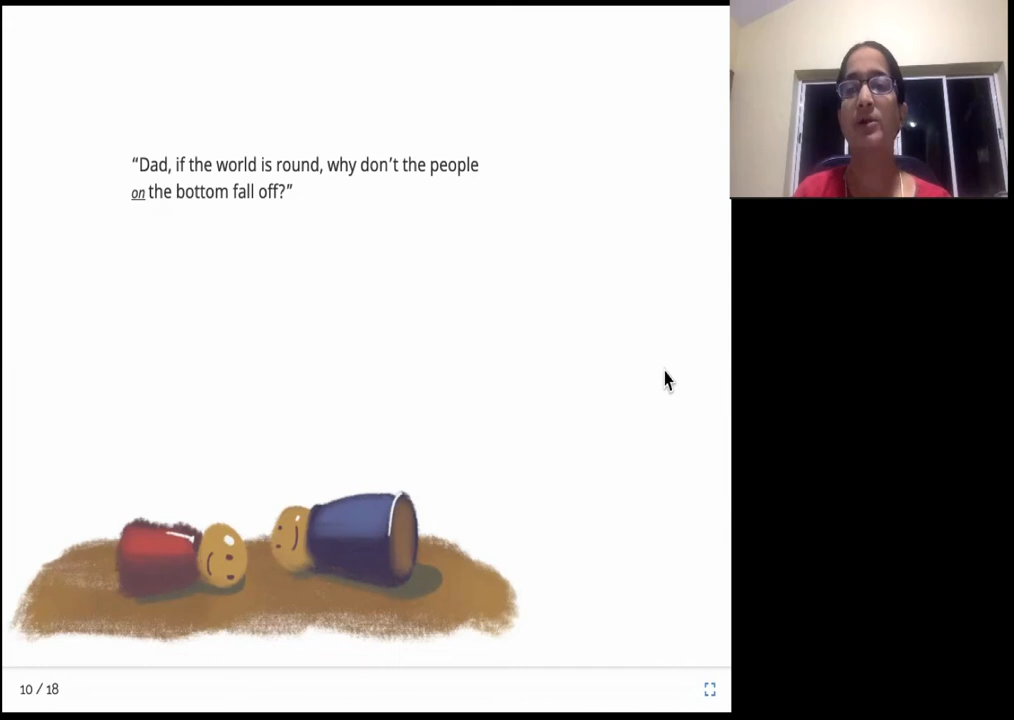 “Dad, if the world is round, why don’t the people
on the bottom fall off?”
10 / 18